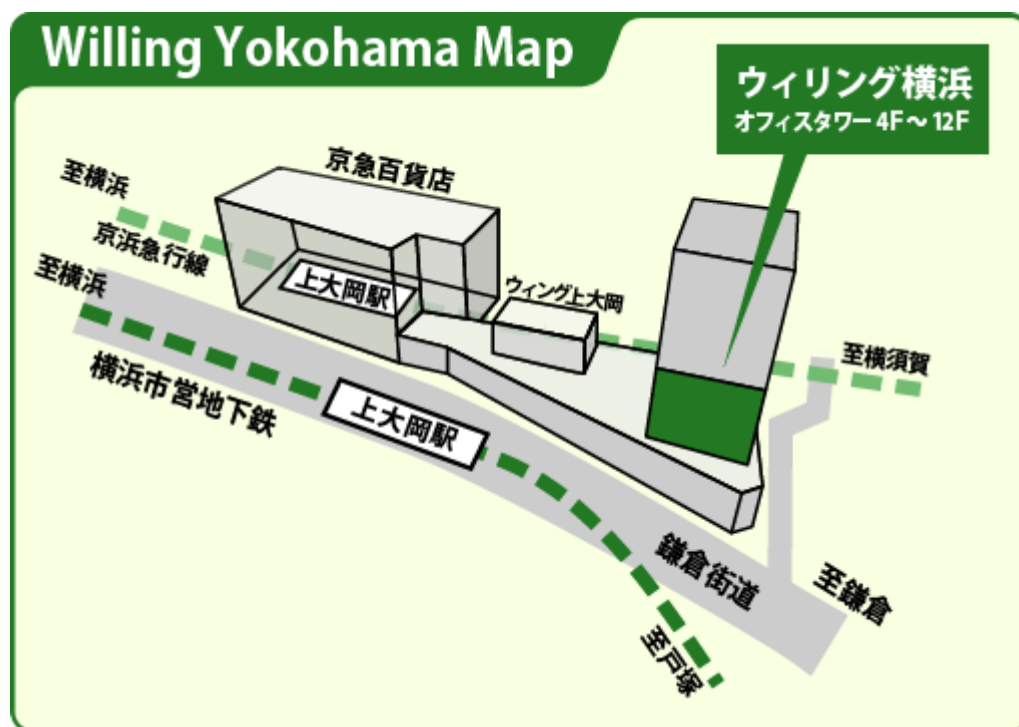 Willing Yokohama Map
ウィリング横浜
オフィスタワー 4F〜12F
京急百貨店
至横浜
京浜急行線
至横浜
上大岡駅
ウィング上大岡
至横須賀
横浜市営地下鉄
上大岡駅
鎌倉街道
至鎌倉
至戸塚